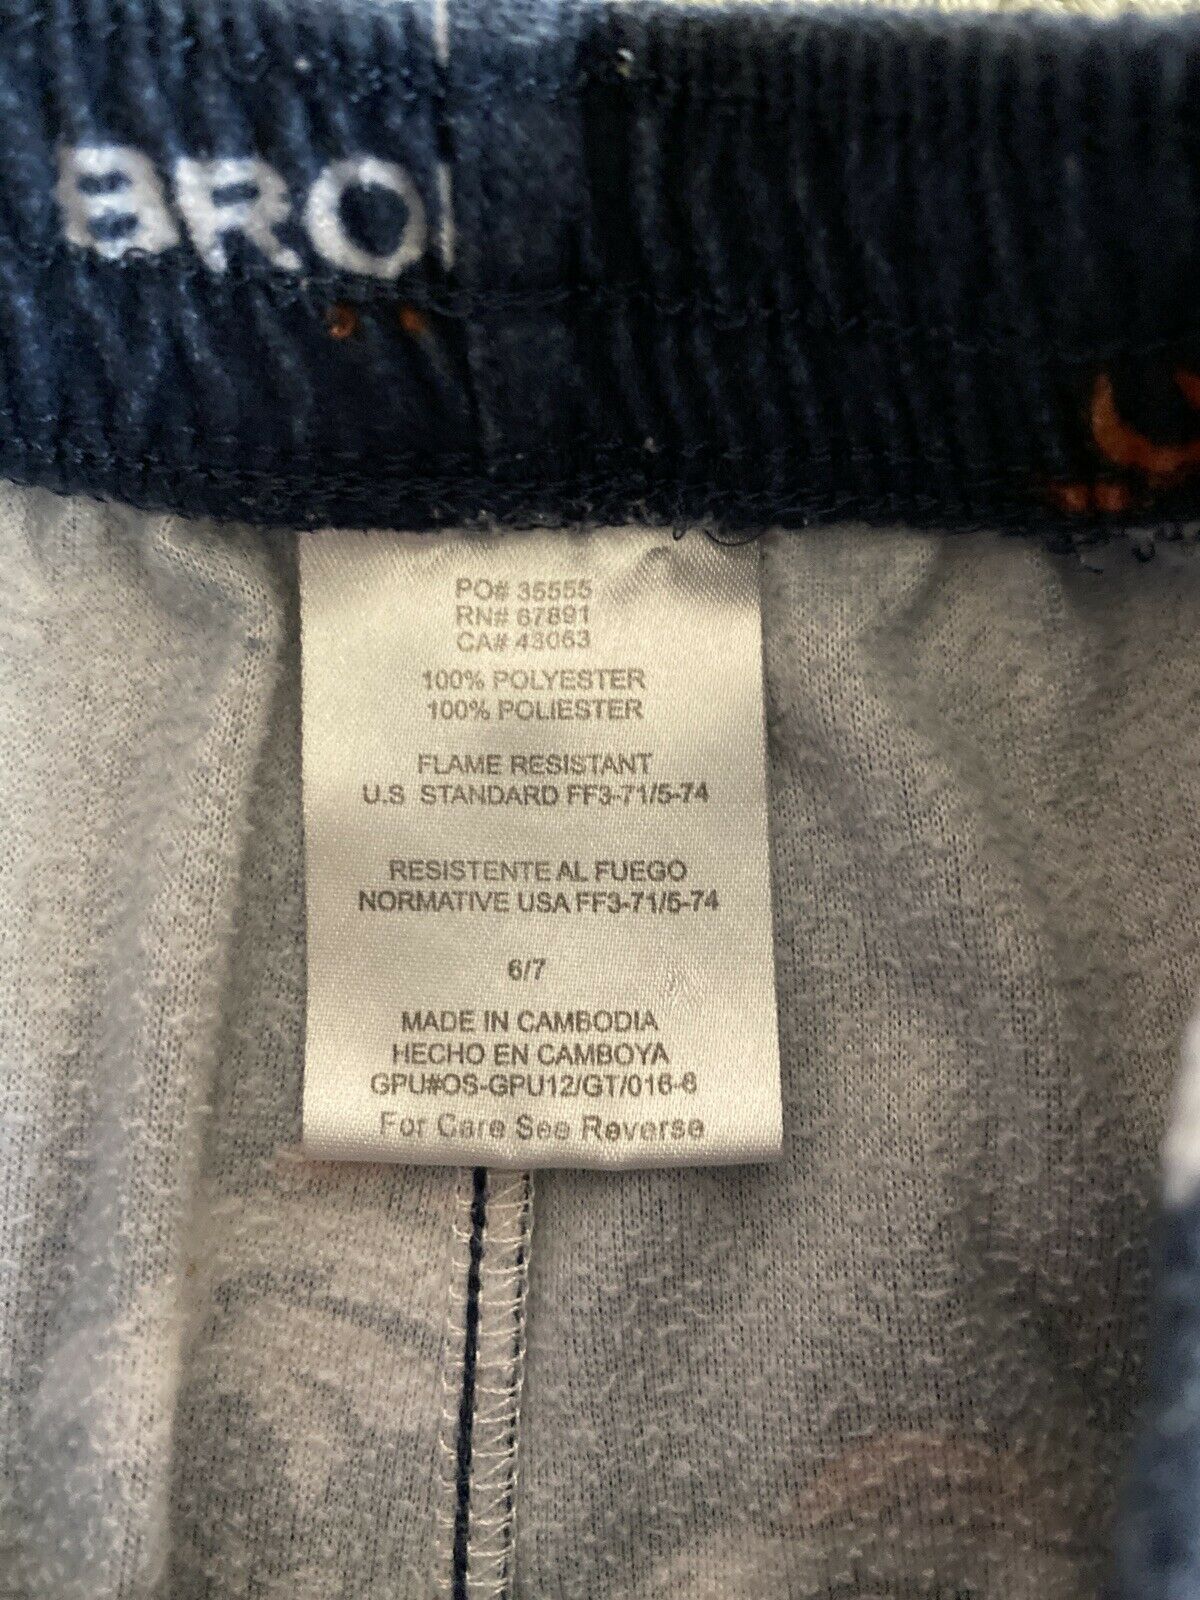 BRO
PO# 35555
RN# 67891
CA# 43063
100% POLYESTER
100% POLIESTER
FLAME RESISTANT
U.S STANDARD FF3-71/5-74
RESISTENTE AL FUEGO
NORMATIVE USA FF3-71/5-74
6/7
MADE IN CAMBODIA
HECHO EN CAMBOYA
GPU#OS-GPU12/GT/016-6
For Care See Reverse